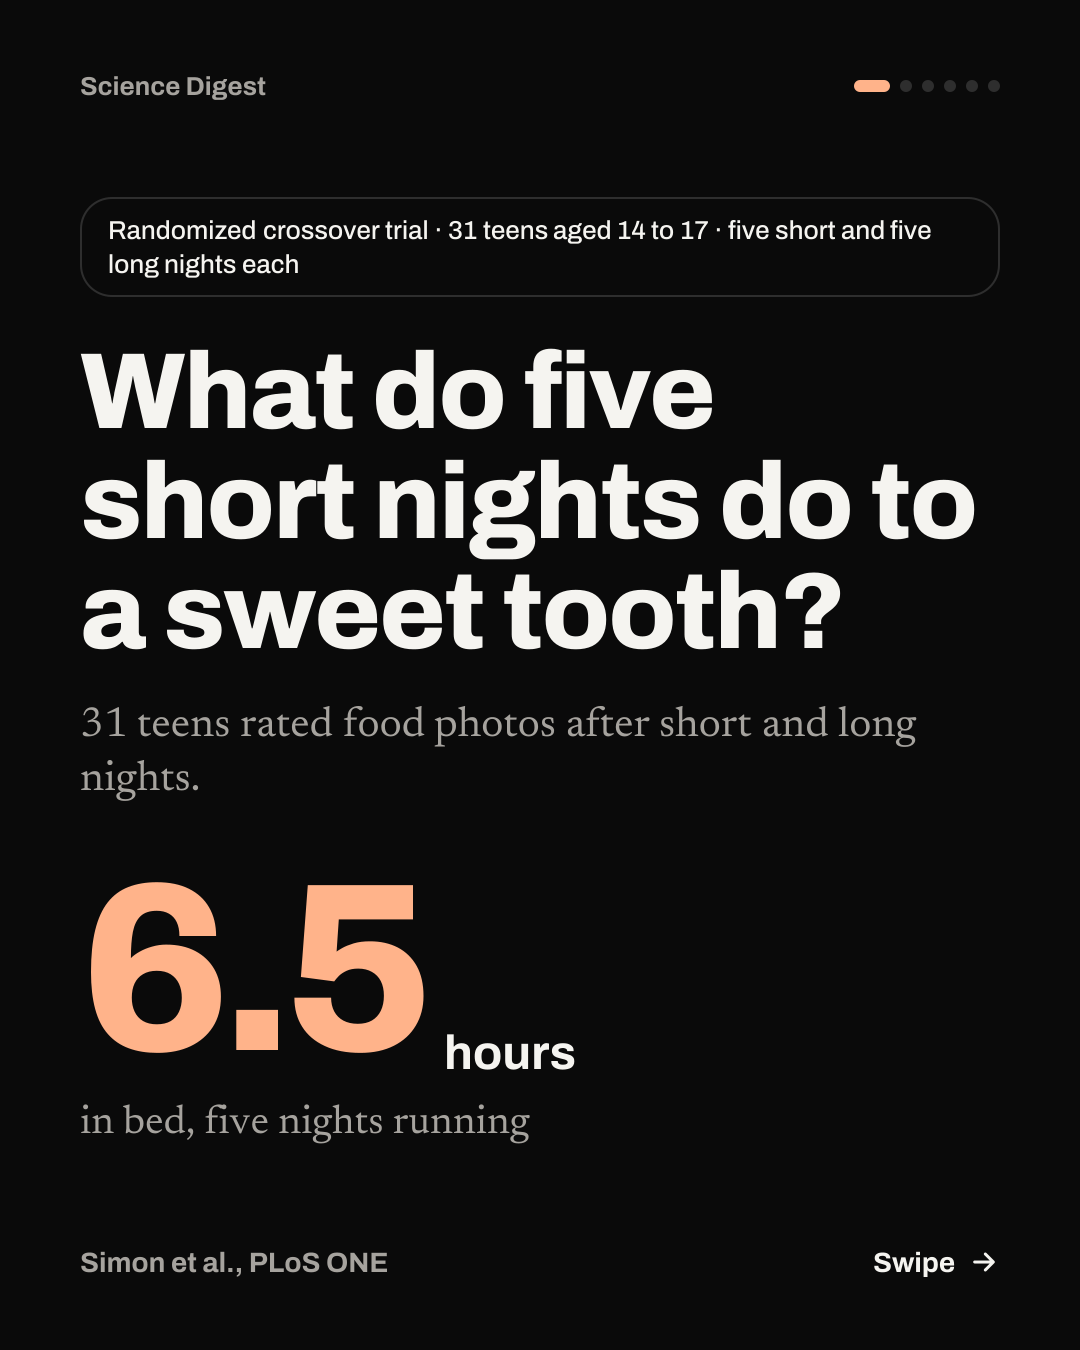 Science Digest
Randomized crossover trial · 31 teens aged 14 to 17 · five short and five
long nights each
What do five
short nights do to
a sweet tooth?
31 teens rated food photos after short and long
nights.
6.5 hours
in bed, five nights running
Simon et al., PLoS ONE
Swipe →